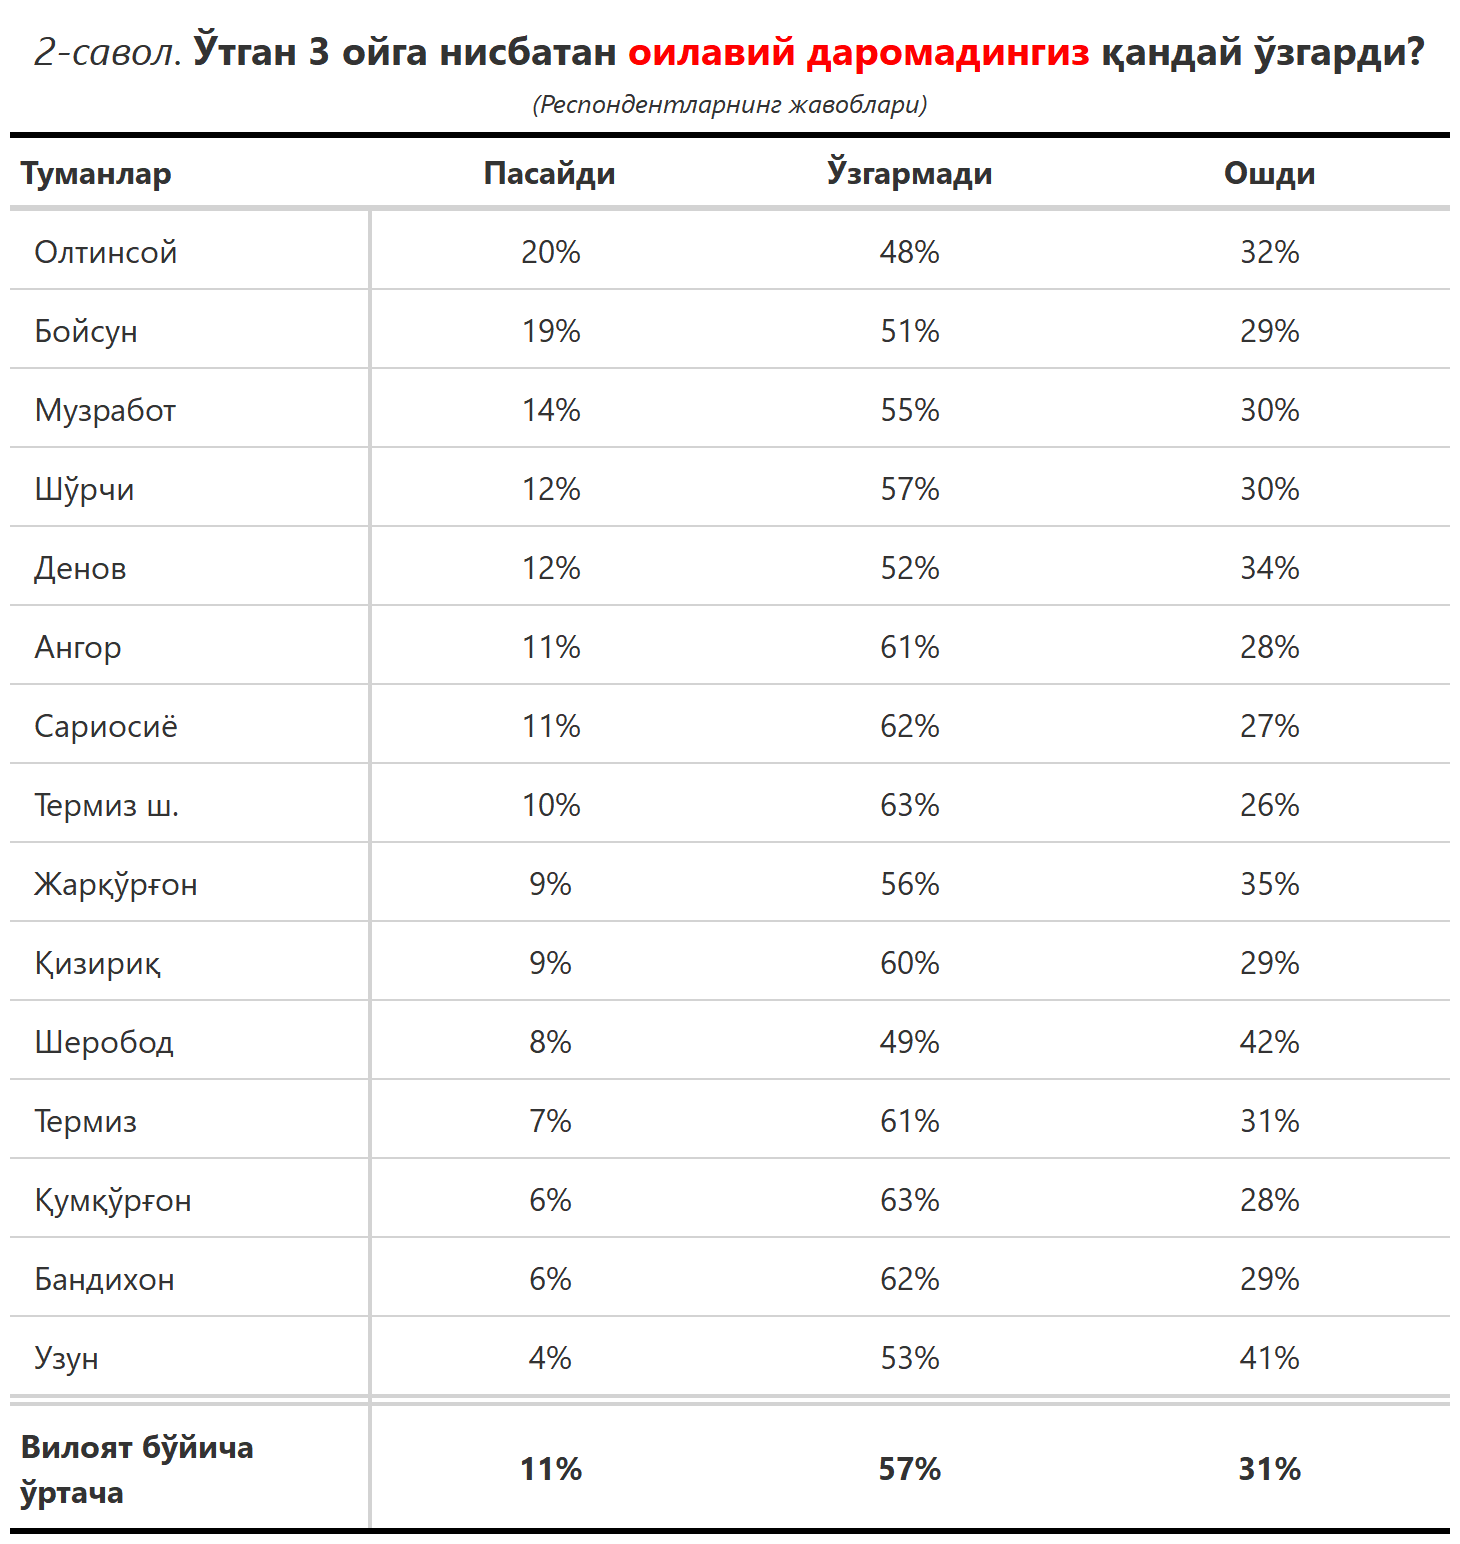 2-савол. Ўтган 3 ойга нисбатан оилавий даромадингиз қандай ўзгарди?
(Респондентларнинг жавоблари)
Туманлар Пасайди Ўзгармади Ошди
Олтинсой 20% 48% 32%
Бойсун 19% 51% 29%
Музработ 14% 55% 30%
Шўрчи 12% 57% 30%
Денов 12% 52% 34%
Ангор 11% 61% 28%
Сариосиё 11% 62% 27%
Термиз ш. 10% 63% 26%
Жарқўрғон 9% 56% 35%
Қизириқ 9% 60% 29%
Шеробод 8% 49% 42%
Термиз 7% 61% 31%
Қумқўрғон 6% 63% 28%
Бандихон 6% 62% 29%
Узун 4% 53% 41%
Вилоят бўйича
ўртача 11% 57% 31%